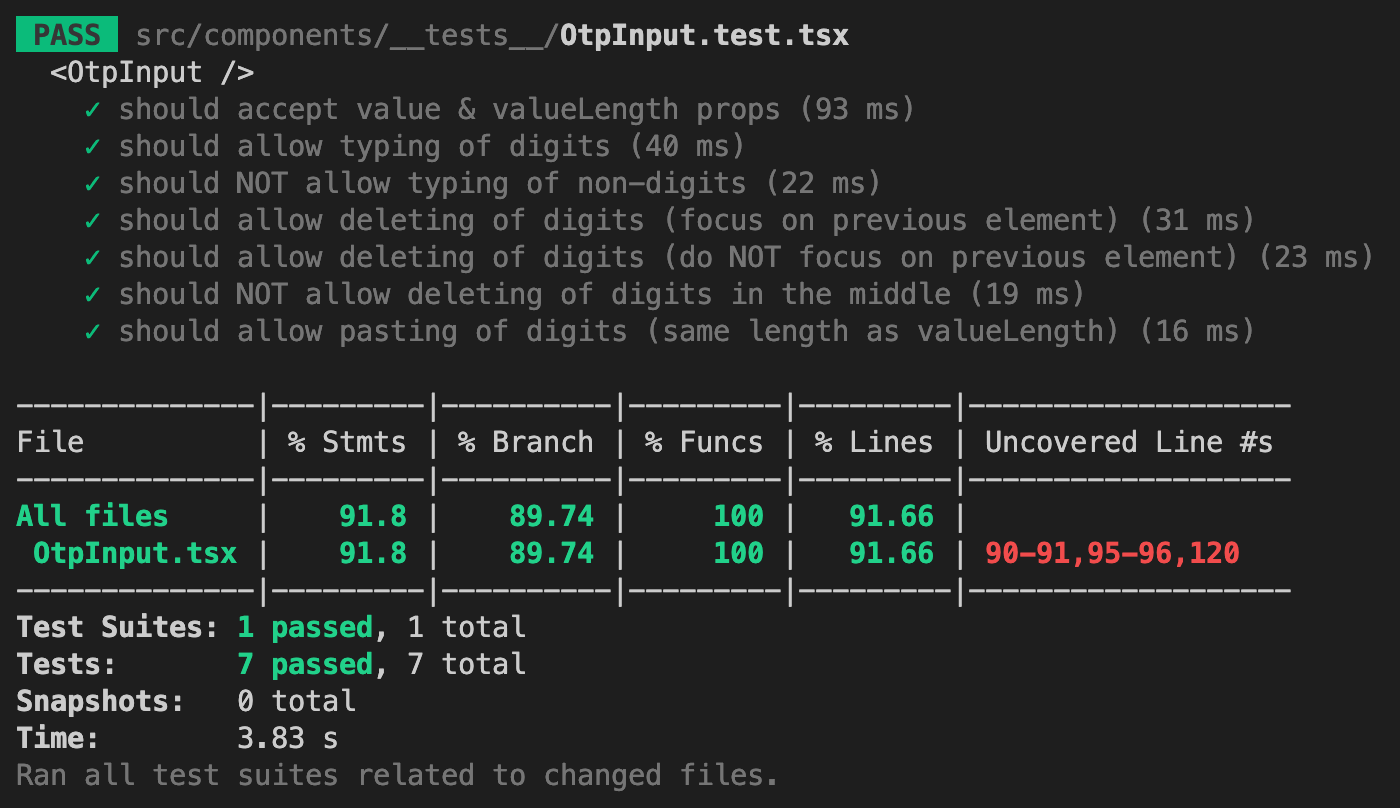 PASS src/components/__tests__/OtpInput.test.tsx
<OtpInput />
✓ should accept value & valueLength props (93 ms)
✓ should allow typing of digits (40 ms)
✓ should NOT allow typing of non-digits (22 ms)
✓ should allow deleting of digits (focus on previous element) (31 ms)
✓ should allow deleting of digits (do NOT focus on previous element) (23 ms)
✓ should NOT allow deleting of digits in the middle (19 ms)
✓ should allow pasting of digits (same length as valueLength) (16 ms)
--------------|---------|----------|---------|---------|-------------------
File          | % Stmts | % Branch | % Funcs | % Lines | Uncovered Line #s
--------------|---------|----------|---------|---------|-------------------
All files     |    91.8 |    89.74 |     100 |   91.66 |
 OtpInput.tsx |    91.8 |    89.74 |     100 |   91.66 | 90-91,95-96,120
--------------|---------|----------|---------|---------|-------------------
Test Suites: 1 passed, 1 total
Tests:       7 passed, 7 total
Snapshots:   0 total
Time:        3.83 s
Ran all test suites related to changed files.